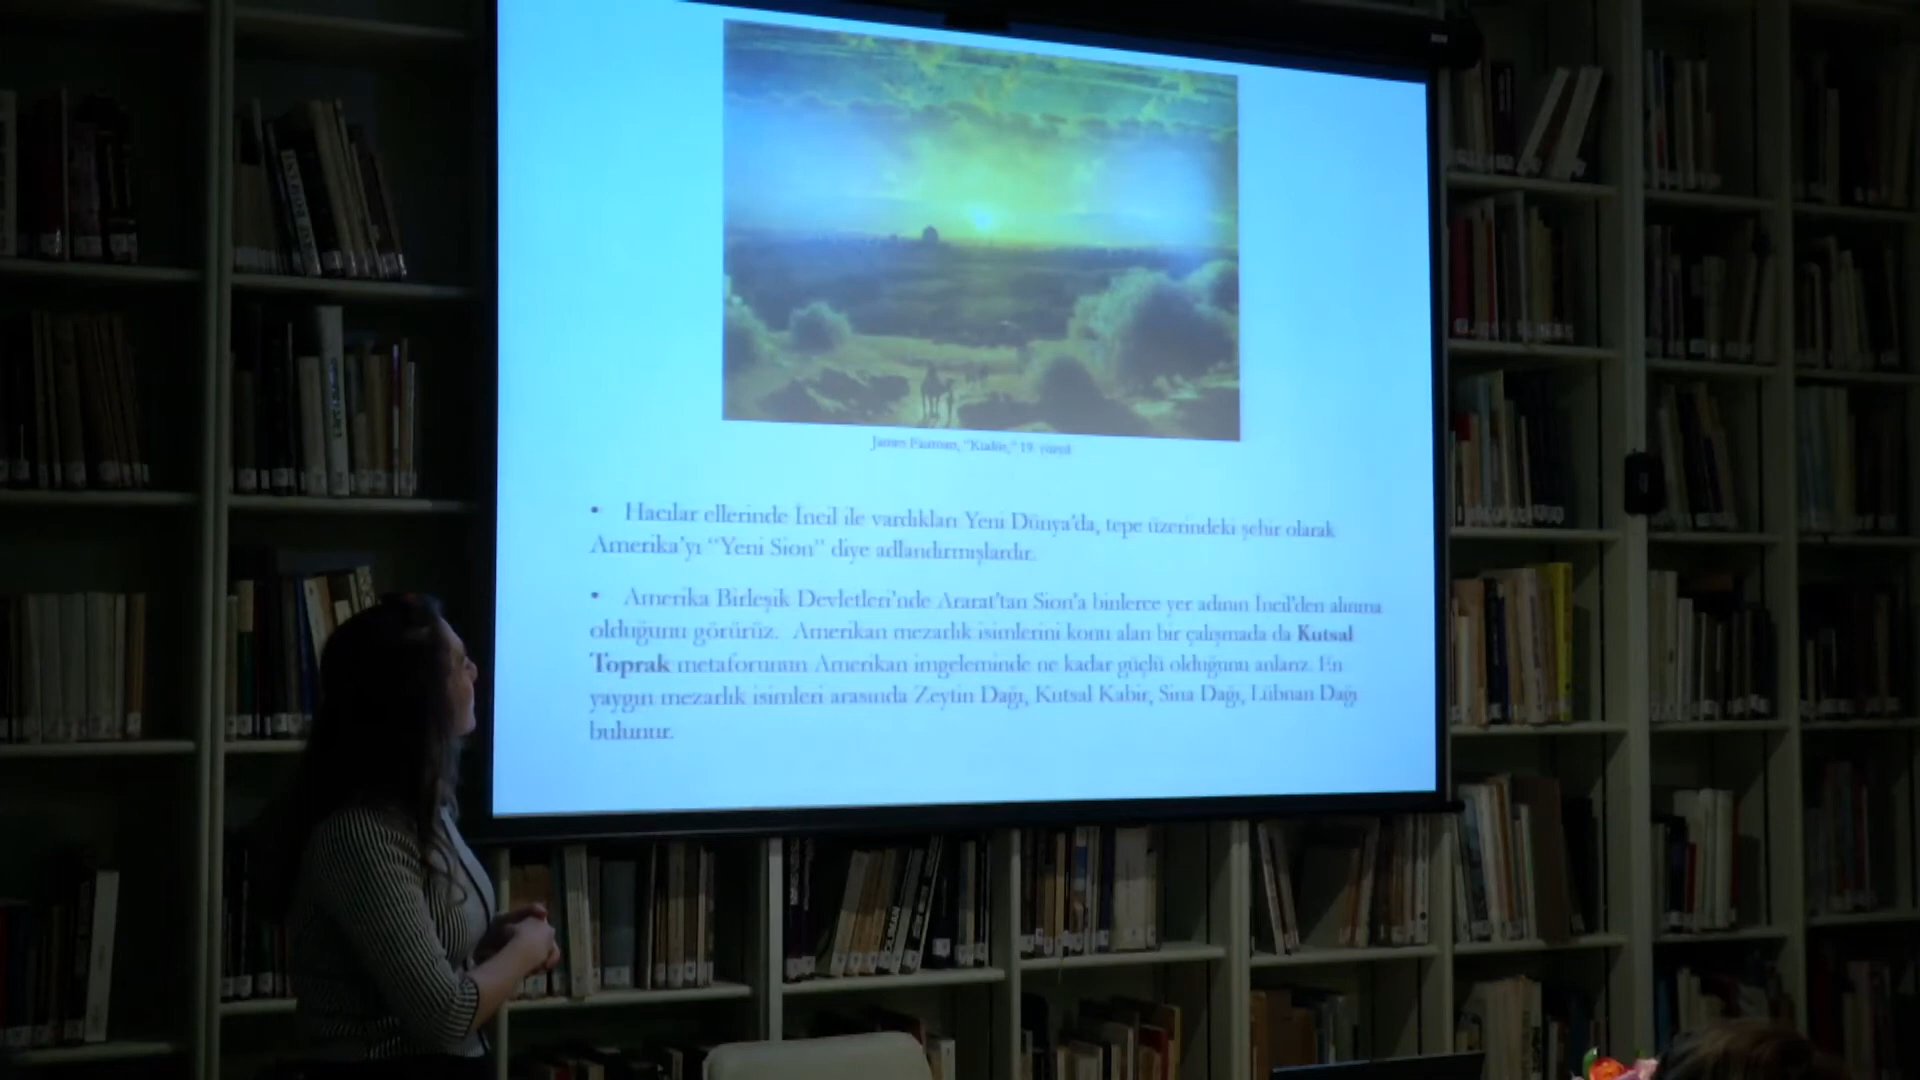 James Fairman, “Kudüs,” 19. yüzyıl
• Hacılar ellerinde İncil ile vardıkları Yeni Dünya’da, tepe üzerindeki şehir olarak
Amerika’yı “Yeni Sion” diye adlandırmışlardır.
• Amerika Birleşik Devletleri’nde Ararat’tan Sion’a binlerce yer adının İncil’den alınma
olduğunu görürüz. Amerikan mezarlık isimlerini konu alan bir çalışmada da Kutsal
Toprak metaforunun Amerikan imgeleminde ne kadar güçlü olduğunu anlarız. En
yaygın mezarlık isimleri arasında Zeytin Dağı, Kutsal Kabir, Sina Dağı, Lübnan Dağı
bulunur.